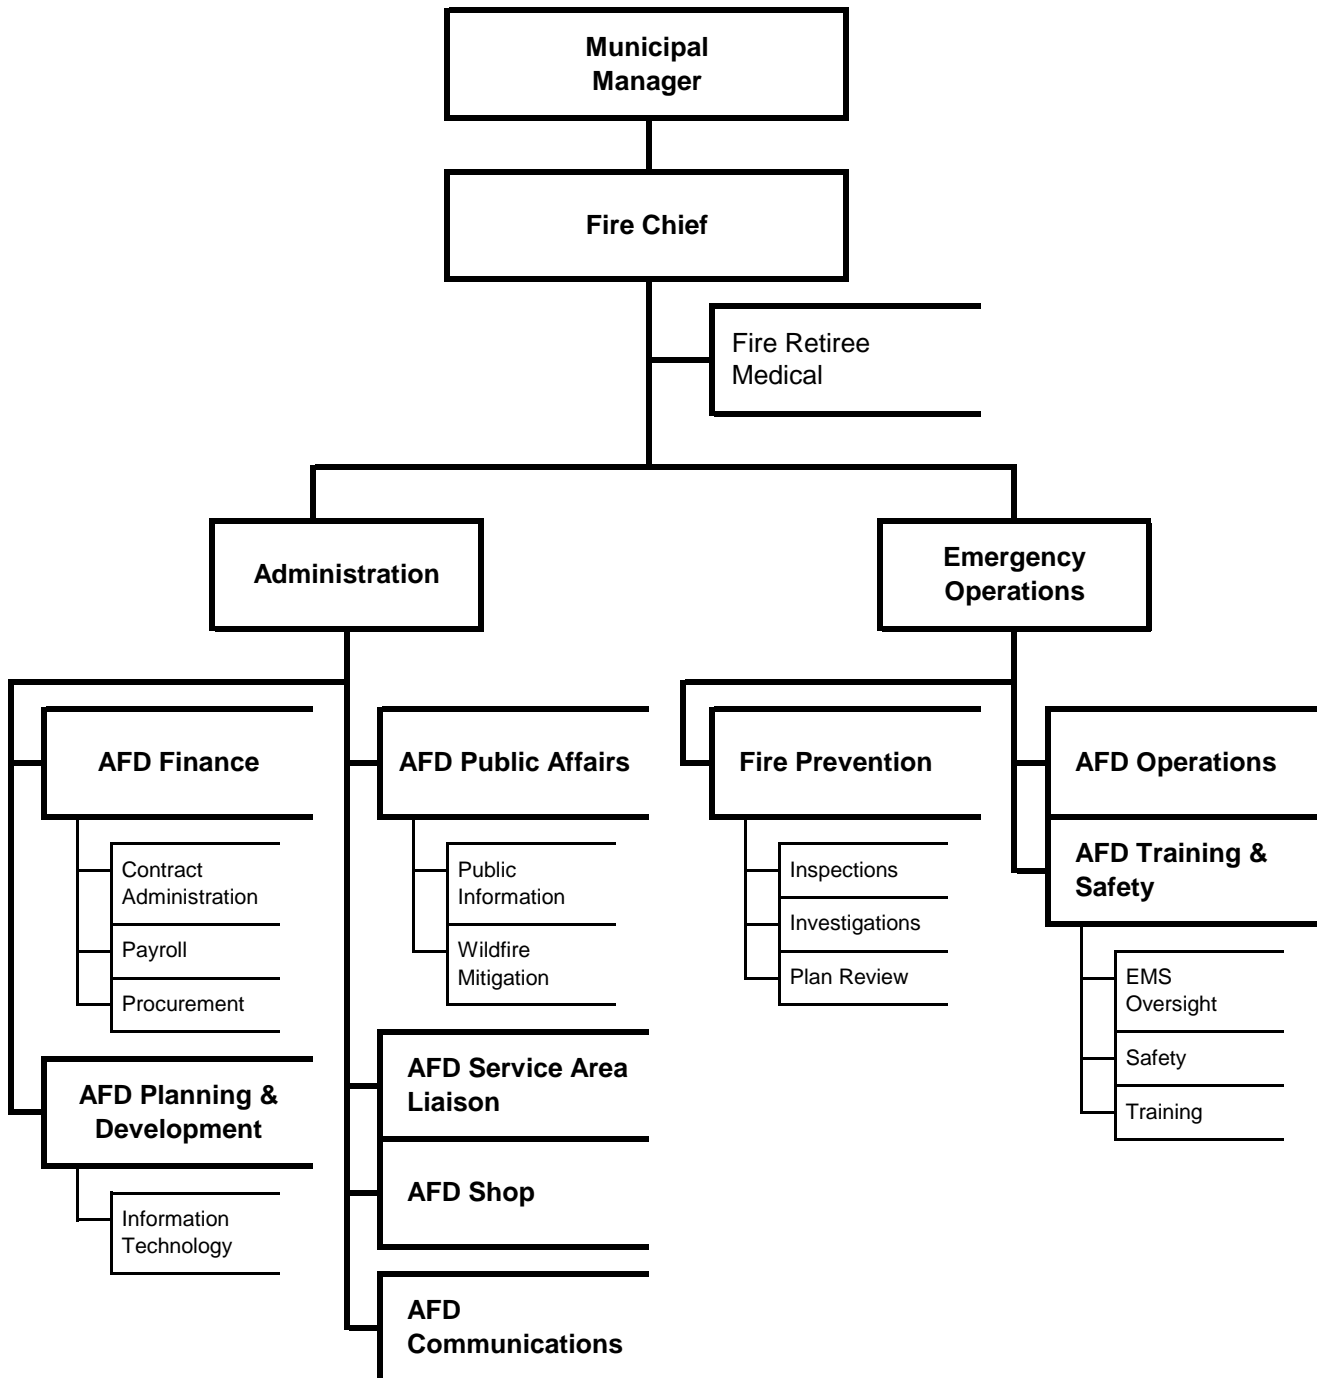 Municipal
Manager
Fire Chief
Fire Retiree
Medical
Administration
Emergency
Operations
AFD Finance
Contract
Administration
Payroll
Procurement
AFD Planning &
Development
Information
Technology
AFD Public Affairs
Public
Information
Wildfire
Mitigation
AFD Service Area
Liaison
AFD Shop
AFD
Communications
Fire Prevention
Inspections
Investigations
Plan Review
AFD Operations
AFD Training &
Safety
EMS
Oversight
Safety
Training